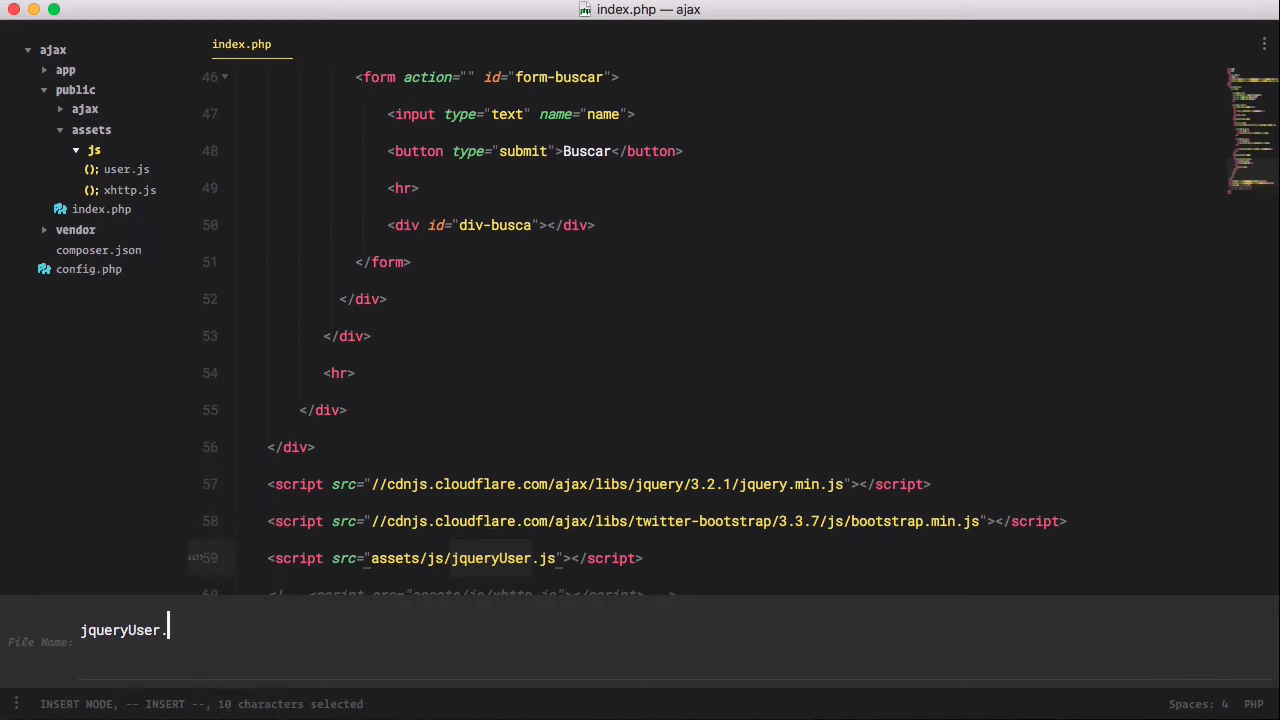 index.php — ajax
ajax
app
public
ajax
assets
js
user.js
xhttp.js
index.php
vendor
composer.json
config.php
index.php
46 <form action="" id="form-buscar">
47 <input type="text" name="name">
48 <button type="submit">Buscar</button>
49 <hr>
50 <div id="div-busca"></div>
51 </form>
52 </div>
53 </div>
54 <hr>
55 </div>
56 </div>
57 <script src="//cdnjs.cloudflare.com/ajax/libs/jquery/3.2.1/jquery.min.js"></script>
58 <script src="//cdnjs.cloudflare.com/ajax/libs/twitter-bootstrap/3.3.7/js/bootstrap.min.js"></script>
59 <script src="assets/js/jqueryUser.js"></script>
File Name: jqueryUser.
INSERT MODE, -- INSERT --, 10 characters selected
Spaces: 4 PHP